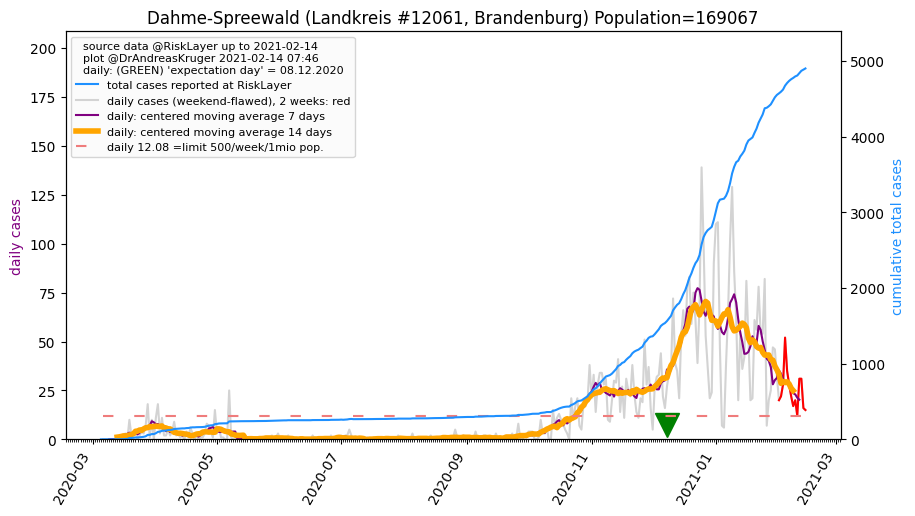 Dahme-Spreewald (Landkreis #12061, Brandenburg) Population=169067
source data @RiskLayer up to 2021-02-14
plot @DrAndreasKruger 2021-02-14 07:46
daily: (GREEN) 'expectation day' = 08.12.2020
total cases reported at RiskLayer
daily cases (weekend-flawed), 2 weeks: red
daily: centered moving average 7 days
daily: centered moving average 14 days
daily 12.08 =limit 500/week/1mio pop.
daily cases
200
175
150
125
100
75
50
25
0
5000
4000
3000
2000
1000
0
cumulative total cases
2020-03
2020-05
2020-07
2020-09
2020-11
2021-01
2021-03